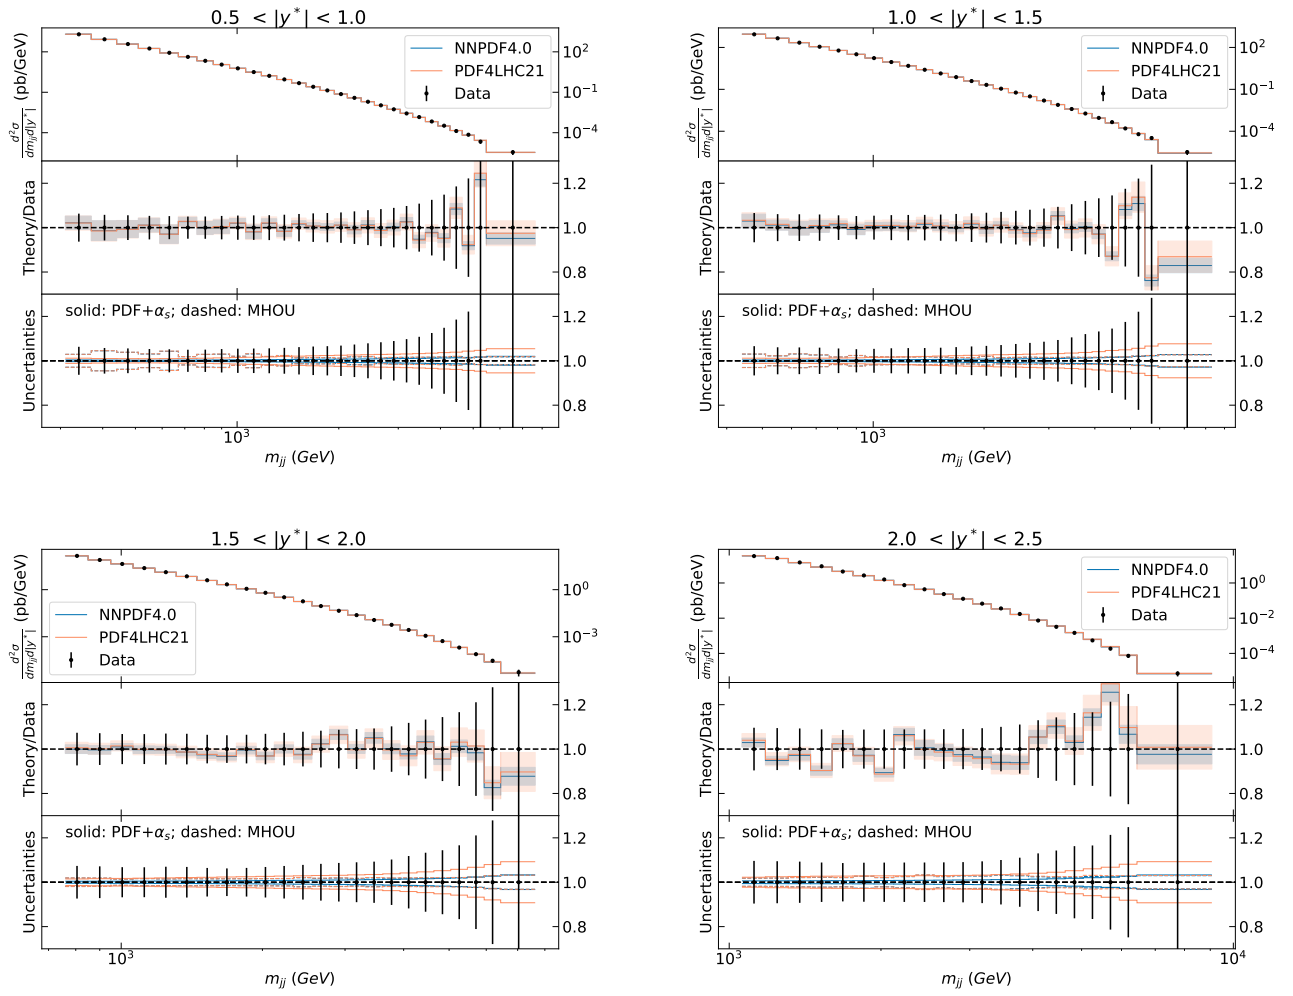 0.5 < |y*| < 1.0
d²σ/dm_jj d|y*| (pb/GeV)
NNPDF4.0
PDF4LHC21
Data
10²
10⁻¹
10⁻⁴
Theory/Data
1.2
1.0
0.8
solid: PDF+α_s; dashed: MHOU
Uncertainties
1.2
1.0
0.8
10³
m_jj (GeV)
1.0 < |y*| < 1.5
d²σ/dm_jj d|y*| (pb/GeV)
NNPDF4.0
PDF4LHC21
Data
10²
10⁻¹
10⁻⁴
Theory/Data
1.2
1.0
0.8
solid: PDF+α_s; dashed: MHOU
Uncertainties
1.2
1.0
0.8
10³
m_jj (GeV)
1.5 < |y*| < 2.0
d²σ/dm_jj d|y*| (pb/GeV)
NNPDF4.0
PDF4LHC21
Data
10⁰
10⁻³
Theory/Data
1.2
1.0
0.8
solid: PDF+α_s; dashed: MHOU
Uncertainties
1.2
1.0
0.8
10³
m_jj (GeV)
2.0 < |y*| < 2.5
d²σ/dm_jj d|y*| (pb/GeV)
NNPDF4.0
PDF4LHC21
Data
10⁰
10⁻²
10⁻⁴
Theory/Data
1.2
1.0
0.8
solid: PDF+α_s; dashed: MHOU
Uncertainties
1.2
1.0
0.8
10³
10⁴
m_jj (GeV)